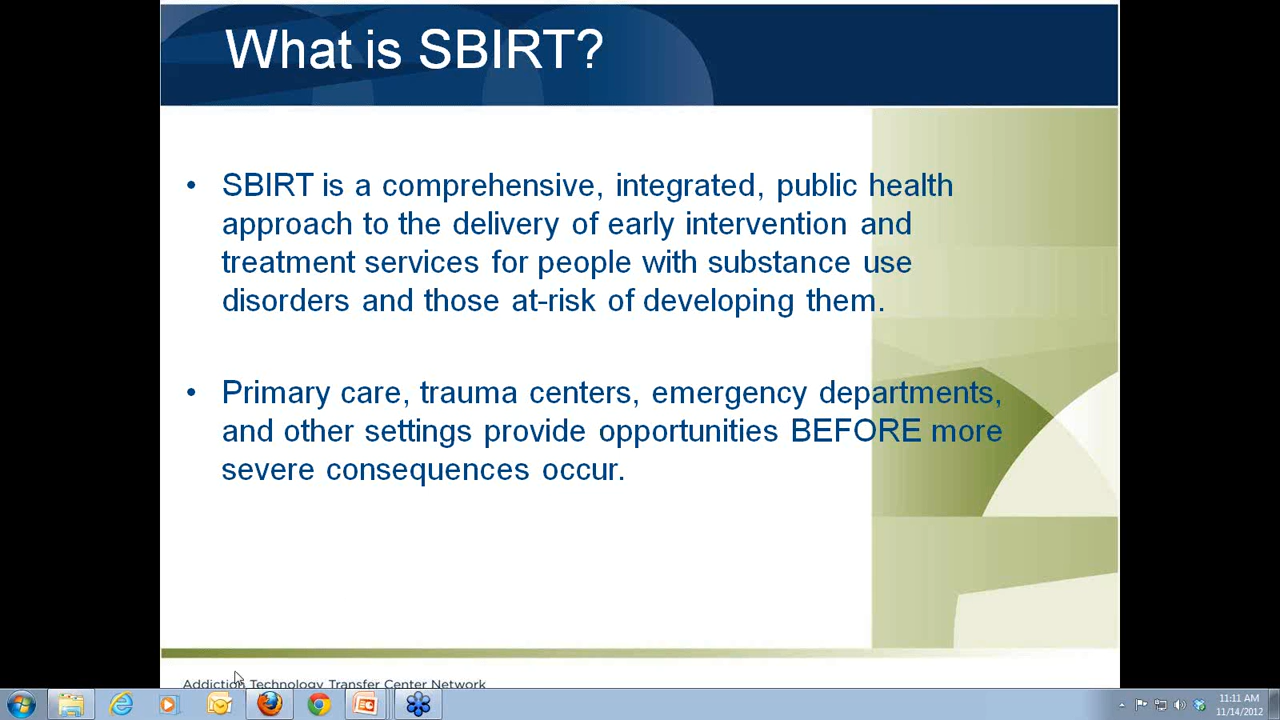 What is SBIRT?
• SBIRT is a comprehensive, integrated, public health
approach to the delivery of early intervention and
treatment services for people with substance use
disorders and those at-risk of developing them.
• Primary care, trauma centers, emergency departments,
and other settings provide opportunities BEFORE more
severe consequences occur.
Addiction Technology Transfer Center Network
11:11 AM
11/14/2012